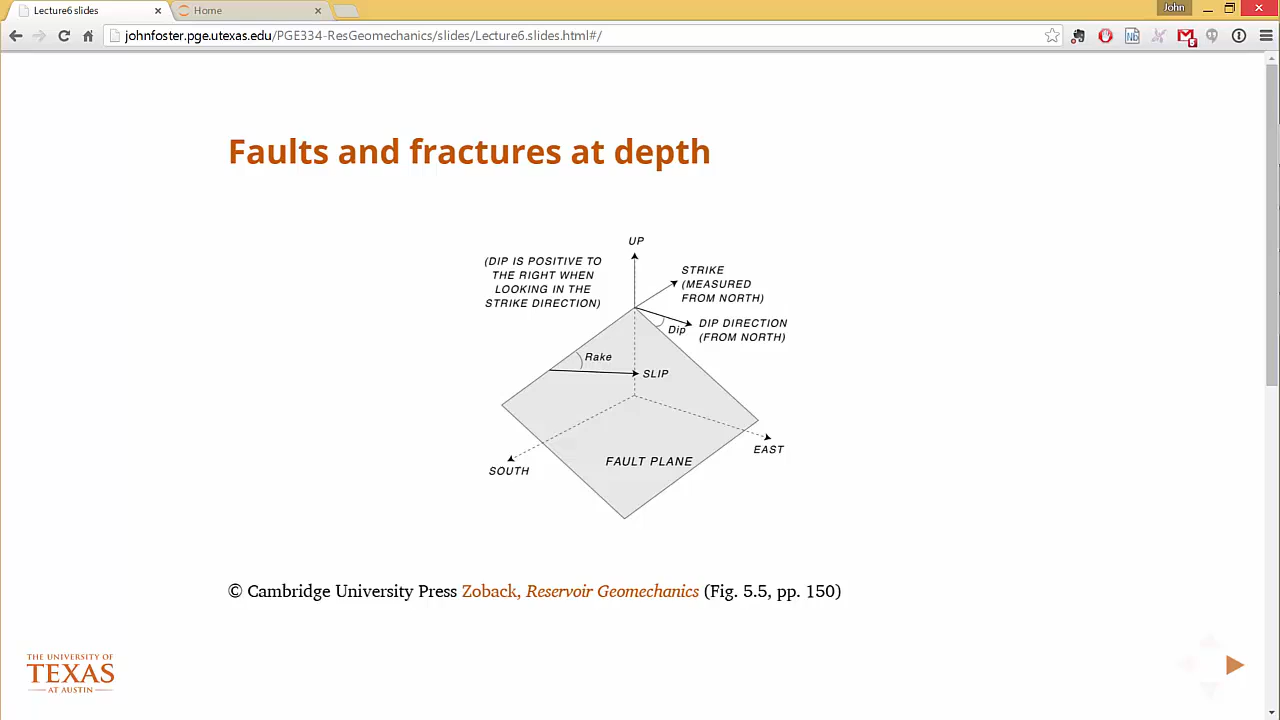 Lecture6 slides
Home
John
johnfoster.pge.utexas.edu/PGE334-ResGeomechanics/slides/Lecture6.slides.html#/
Faults and fractures at depth
UP
(DIP IS POSITIVE TO
THE RIGHT WHEN
LOOKING IN THE
STRIKE DIRECTION)
STRIKE
(MEASURED
FROM NORTH)
Dip
DIP DIRECTION
(FROM NORTH)
Rake
SLIP
SOUTH
EAST
FAULT PLANE
© Cambridge University Press Zoback, Reservoir Geomechanics (Fig. 5.5, pp. 150)
THE UNIVERSITY OF
TEXAS
AT AUSTIN